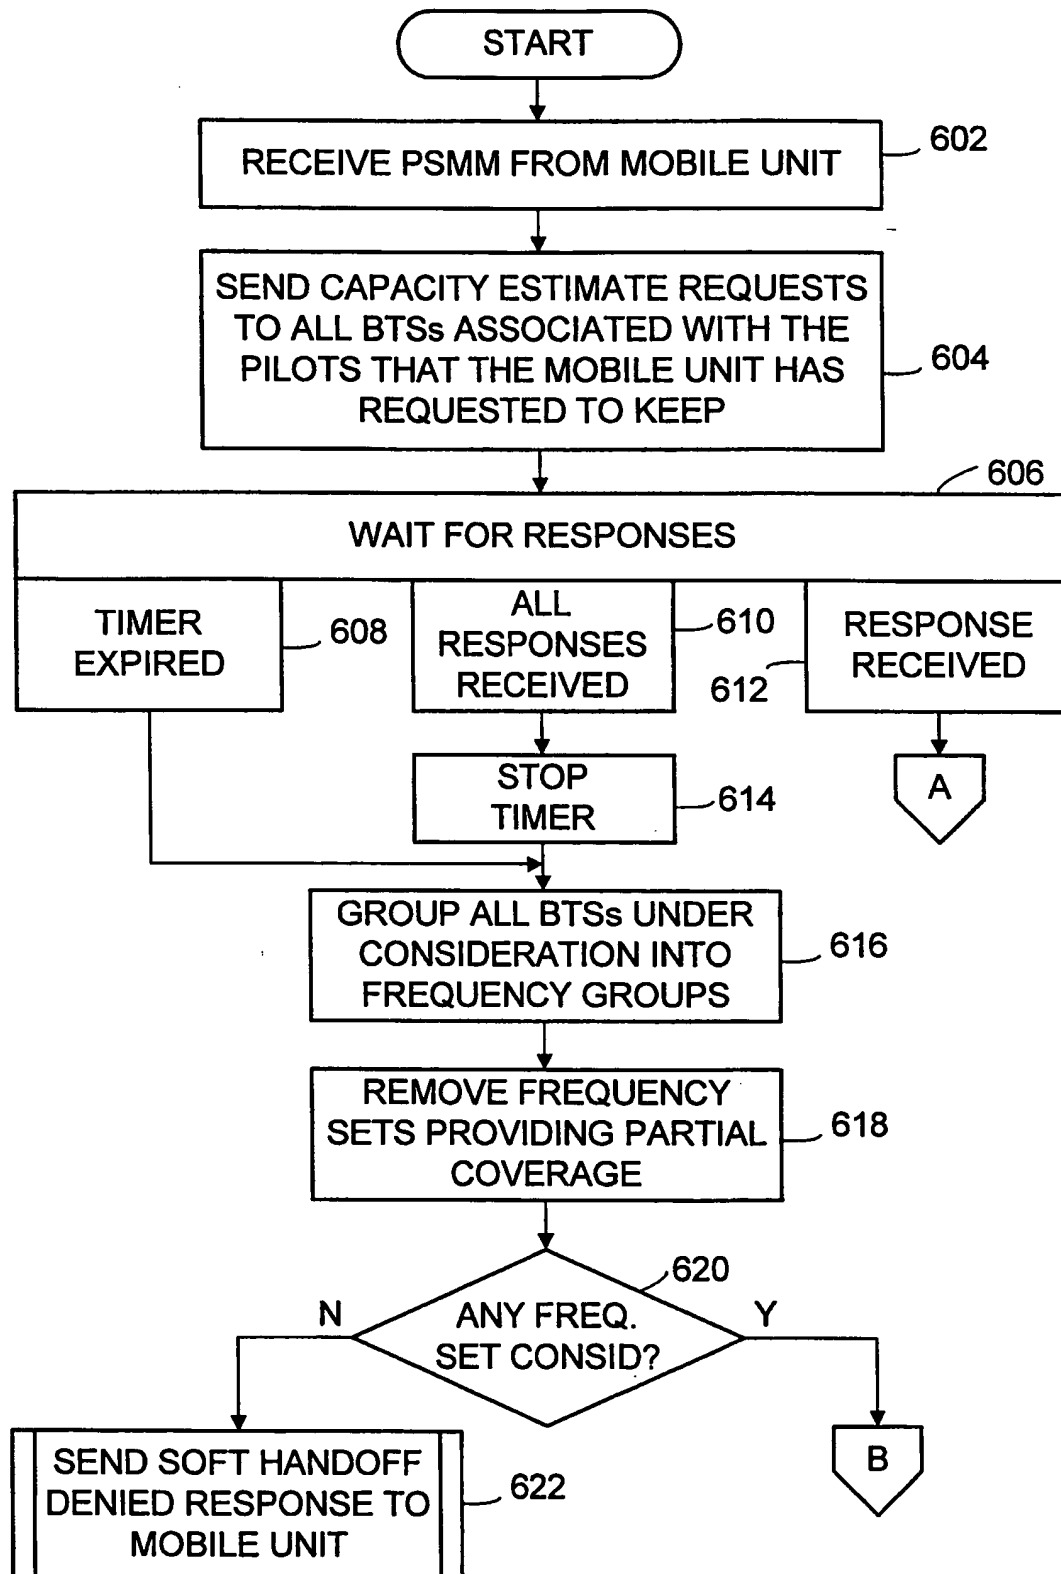 START
RECEIVE PSMM FROM MOBILE UNIT
602
SEND CAPACITY ESTIMATE REQUESTS
TO ALL BTSs ASSOCIATED WITH THE
PILOTS THAT THE MOBILE UNIT HAS
REQUESTED TO KEEP
604
606
WAIT FOR RESPONSES
TIMER
EXPIRED
608
ALL
RESPONSES
RECEIVED
610
612
RESPONSE
RECEIVED
STOP
TIMER
614
A
GROUP ALL BTSs UNDER
CONSIDERATION INTO
FREQUENCY GROUPS
616
REMOVE FREQUENCY
SETS PROVIDING PARTIAL
COVERAGE
618
620
N
ANY FREQ.
SET CONSID?
Y
SEND SOFT HANDOFF
DENIED RESPONSE TO
MOBILE UNIT
622
B